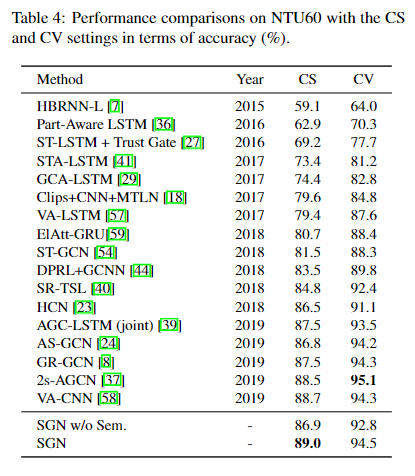 Table 4: Performance comparisons on NTU60 with the CS
and CV settings in terms of accuracy (%).
Method Year CS CV
HBRNN-L [7] 2015 59.1 64.0
Part-Aware LSTM [36] 2016 62.9 70.3
ST-LSTM + Trust Gate [27] 2016 69.2 77.7
STA-LSTM [41] 2017 73.4 81.2
GCA-LSTM [29] 2017 74.4 82.8
Clips+CNN+MTLN [18] 2017 79.6 84.8
VA-LSTM [57] 2017 79.4 87.6
ElAtt-GRU[59] 2018 80.7 88.4
ST-GCN [54] 2018 81.5 88.3
DPRL+GCNN [44] 2018 83.5 89.8
SR-TSL [40] 2018 84.8 92.4
HCN [23] 2018 86.5 91.1
AGC-LSTM (joint) [39] 2019 87.5 93.5
AS-GCN [24] 2019 86.8 94.2
GR-GCN [8] 2019 87.5 94.3
2s-AGCN [37] 2019 88.5 95.1
VA-CNN [58] 2019 88.7 94.3
SGN w/o Sem. - 86.9 92.8
SGN - 89.0 94.5